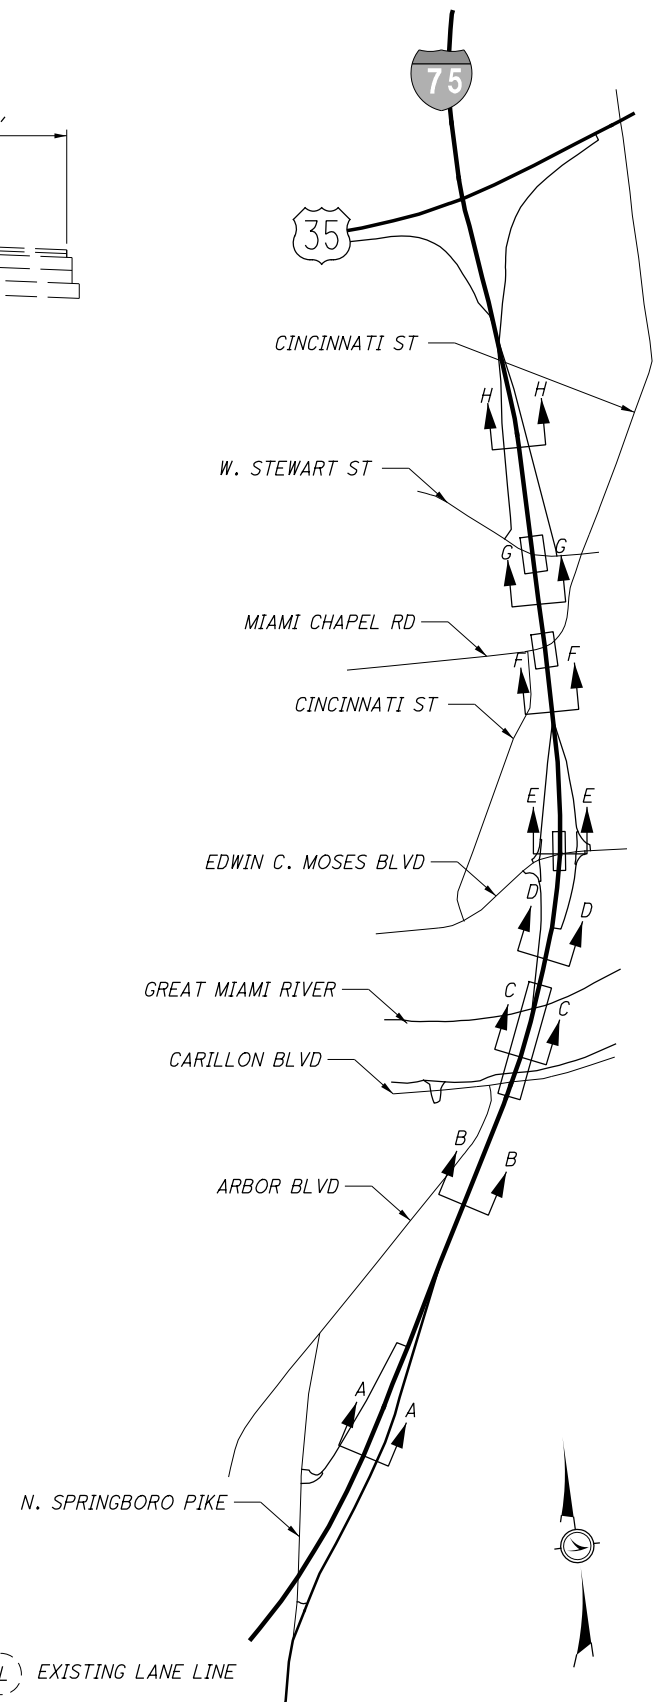 75
35
CINCINNATI ST
H H
W. STEWART ST
G G
MIAMI CHAPEL RD
F F
CINCINNATI ST
E E
EDWIN C. MOSES BLVD
D D
GREAT MIAMI RIVER
C C
CARILLON BLVD
B B
ARBOR BLVD
A A
N. SPRINGBORO PIKE
L EXISTING LANE LINE